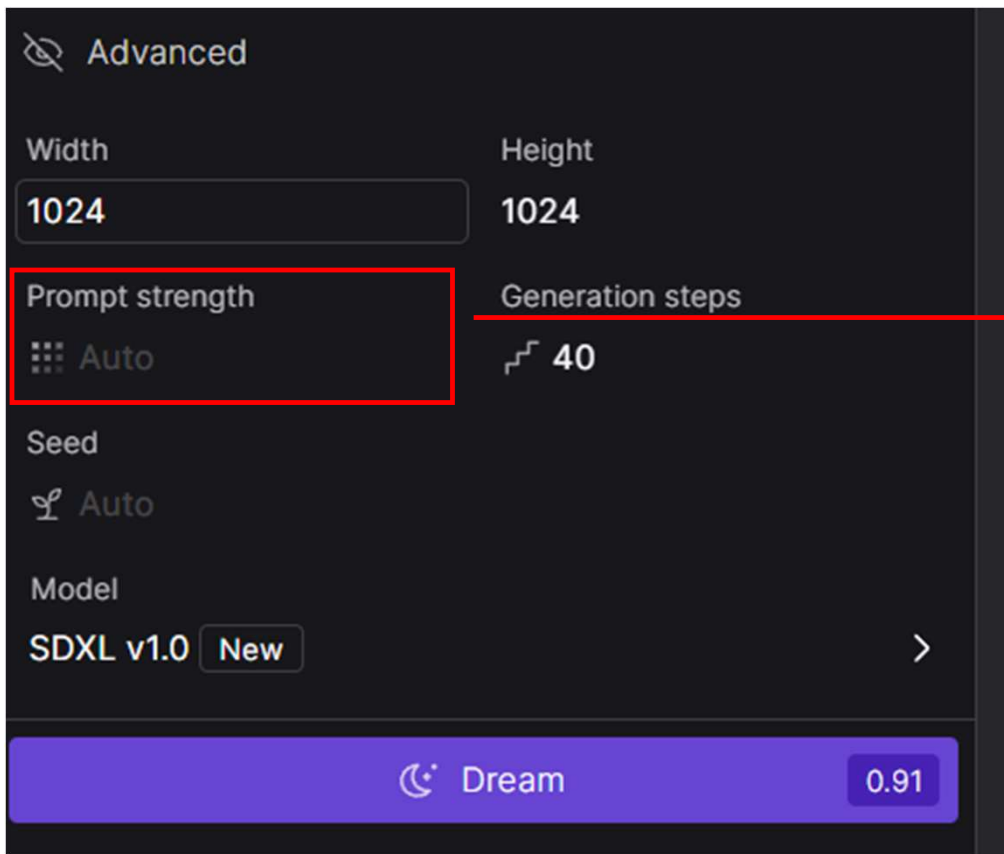 Advanced
Width Height
1024 1024
Prompt strength Generation steps
Auto 40
Seed
Auto
Model
SDXL v1.0 New
Dream 0.91